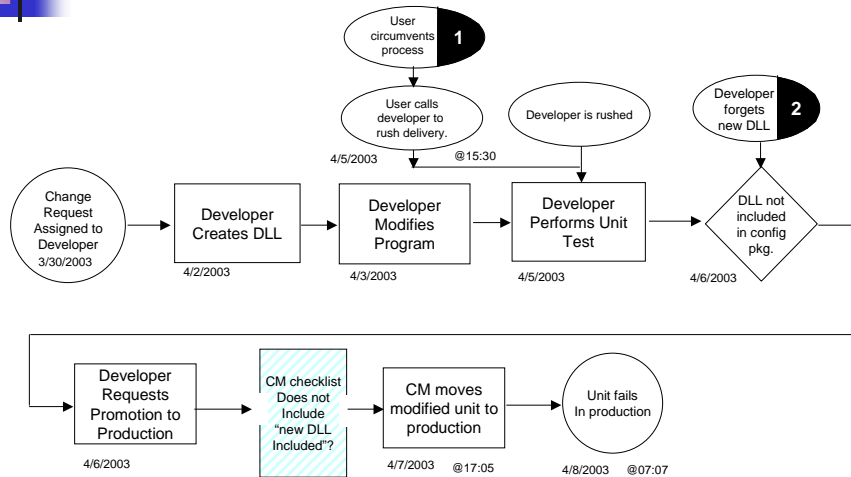 User
circumvents
process
1
User calls
developer to
rush delivery.
Developer is rushed
Developer
forgets
new DLL
2
4/5/2003
@15:30
Change
Request
Assigned to
Developer
3/30/2003
Developer
Creates DLL
4/2/2003
Developer
Modifies
Program
4/3/2003
Developer
Performs Unit
Test
4/5/2003
DLL not
included
in config
pkg.
4/6/2003
Developer
Requests
Promotion to
Production
4/6/2003
CM checklist
Does not
Include
“new DLL
Included”?
CM moves
modified unit to
production
4/7/2003
@17:05
Unit fails
In production
4/8/2003
@07:07